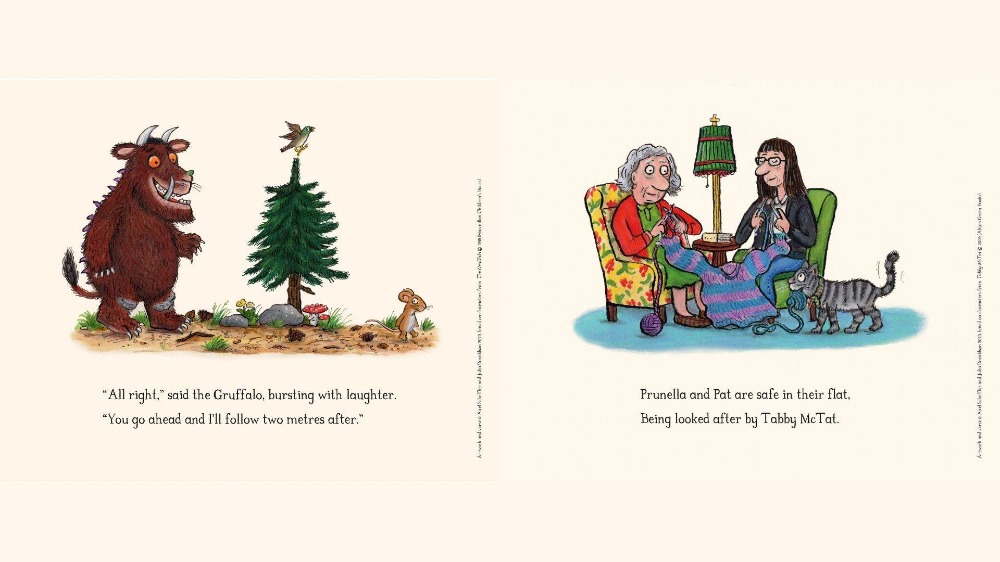 “All right,” said the Gruffalo, bursting with laughter.
“You go ahead and I’ll follow two metres after.”
Artwork and verse © Axel Scheffler and Julia Donaldson 2020, based on characters from The Gruffalo © 1999 (Macmillan Children's Books).
Prunella and Pat are safe in their flat,
Being looked after by Tabby McTat.
Artwork and verse © Axel Scheffler and Julia Donaldson 2020, based on characters from Tabby McTat © 2009 (Alison Green Books).